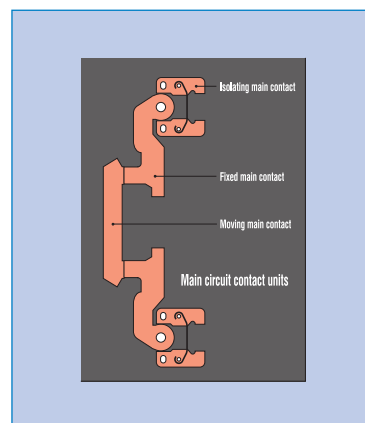 Isolating main contact
Fixed main contact
Moving main contact
Main circuit contact units